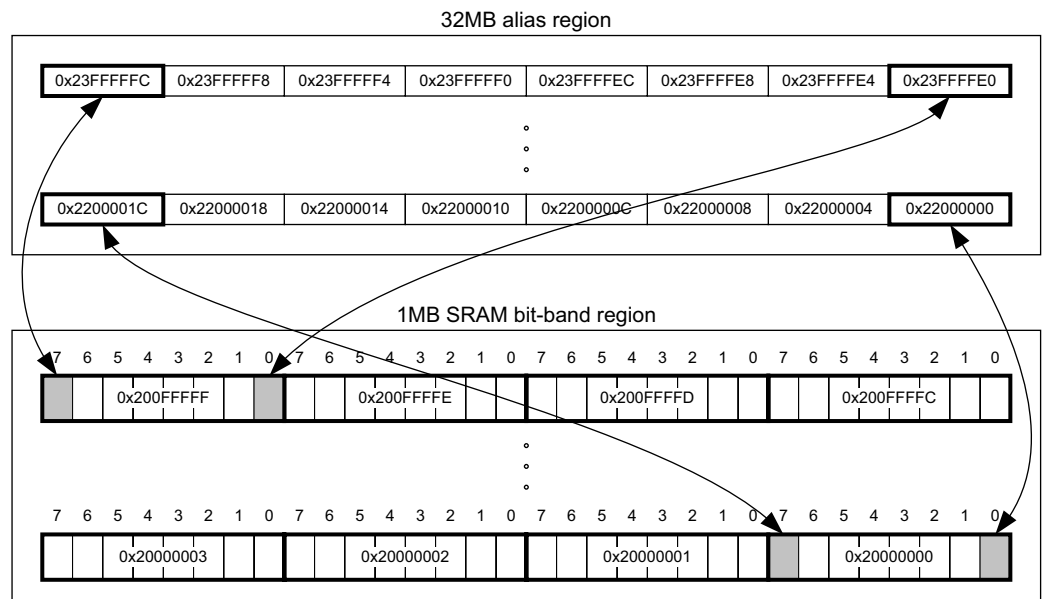 32MB alias region
0x23FFFFFC 0x23FFFFF8 0x23FFFFF4 0x23FFFFF0 0x23FFFFEC 0x23FFFFE8 0x23FFFFE4 0x23FFFFE0
0x2200001C 0x22000018 0x22000014 0x22000010 0x2200000C 0x22000008 0x22000004 0x22000000
1MB SRAM bit-band region
7 6 5 4 3 2 1 0 7 6 5 4 3 2 1 0 7 6 5 4 3 2 1 0 7 6 5 4 3 2 1 0
0x200FFFFF 0x200FFFFE 0x200FFFFD 0x200FFFFC
7 6 5 4 3 2 1 0 7 6 5 4 3 2 1 0 7 6 5 4 3 2 1 0 7 6 5 4 3 2 1 0
0x20000003 0x20000002 0x20000001 0x20000000